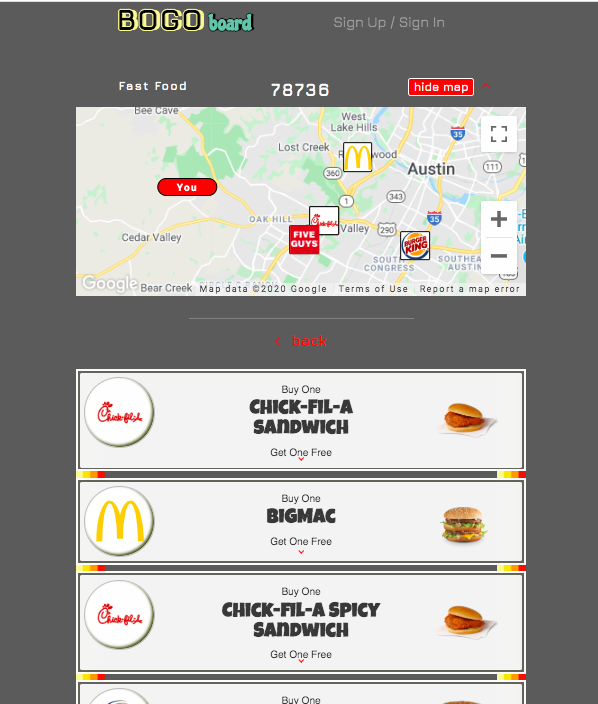 BOGO board
Sign Up / Sign In
Fast Food
78736
hide map
Bee Cave
West
Lake Hills
Lost Creek
wood
360
35
Austin
111
You
1
343
OAK HILL
Chick-fil-A
Valley
290
35
FIVE
GUYS
BURGER
KING
Cedar Valley
SOUTH
CONGRESS
SOUTHEA
AUSTIN
Google
Bear Creek
Map data ©2020 Google
Terms of Use
Report a map error
< back
Chick-fil-A
Buy One
CHICK-FIL-A
SANDWICH
Get One Free
Buy One
BIGMAC
Get One Free
Chick-fil-A
Buy One
CHICK-FIL-A SPICY
SANDWICH
Get One Free
Buy One